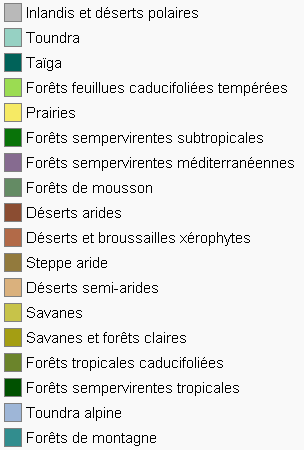 Inlandis et déserts polaires
Toundra
Taïga
Forêts feuillues caducifoliées tempérées
Prairies
Forêts sempervirentes subtropicales
Forêts sempervirentes méditerranéennes
Forêts de mousson
Déserts arides
Déserts et broussailles xérophytes
Steppe aride
Déserts semi-arides
Savanes
Savanes et forêts claires
Forêts tropicales caducifoliées
Forêts sempervirentes tropicales
Toundra alpine
Forêts de montagne